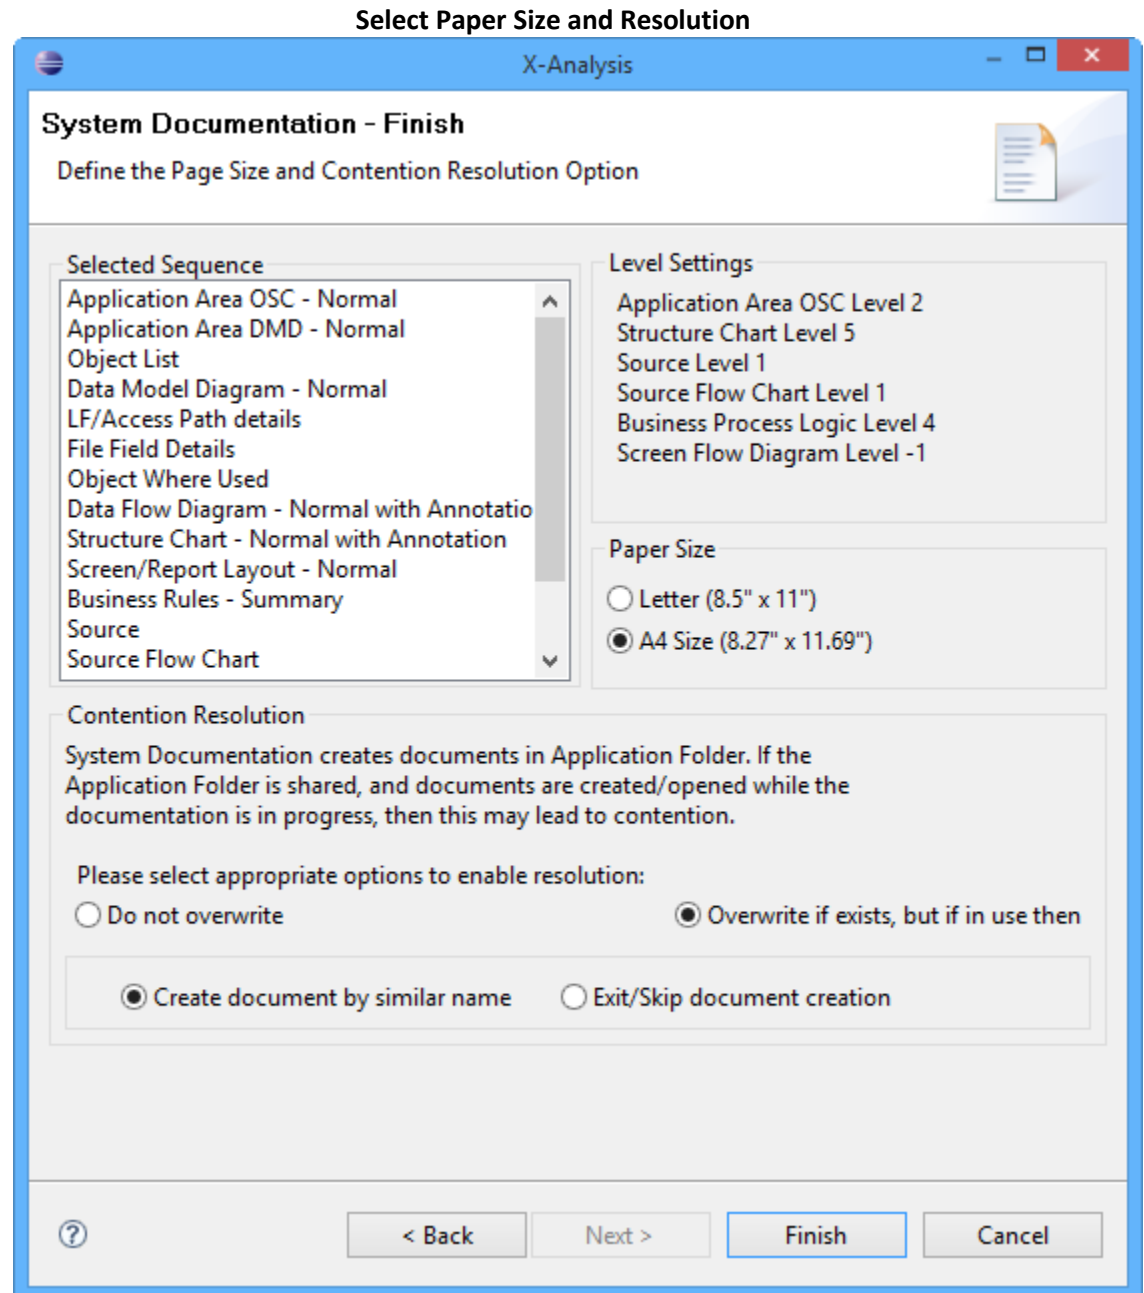 Select Paper Size and Resolution
X-Analysis
System Documentation - Finish
Define the Page Size and Contention Resolution Option
Selected Sequence
Application Area OSC - Normal
Application Area DMD - Normal
Object List
Data Model Diagram - Normal
LF/Access Path details
File Field Details
Object Where Used
Data Flow Diagram - Normal with Annotatio
Structure Chart - Normal with Annotation
Screen/Report Layout - Normal
Business Rules - Summary
Source
Source Flow Chart
Level Settings
Application Area OSC Level 2
Structure Chart Level 5
Source Level 1
Source Flow Chart Level 1
Business Process Logic Level 4
Screen Flow Diagram Level -1
Paper Size
Letter (8.5" x 11")
A4 Size (8.27" x 11.69")
Contention Resolution
System Documentation creates documents in Application Folder. If the
Application Folder is shared, and documents are created/opened while the
documentation is in progress, then this may lead to contention.
Please select appropriate options to enable resolution:
Do not overwrite
Overwrite if exists, but if in use then
Create document by similar name
Exit/Skip document creation
?
< Back
Next >
Finish
Cancel